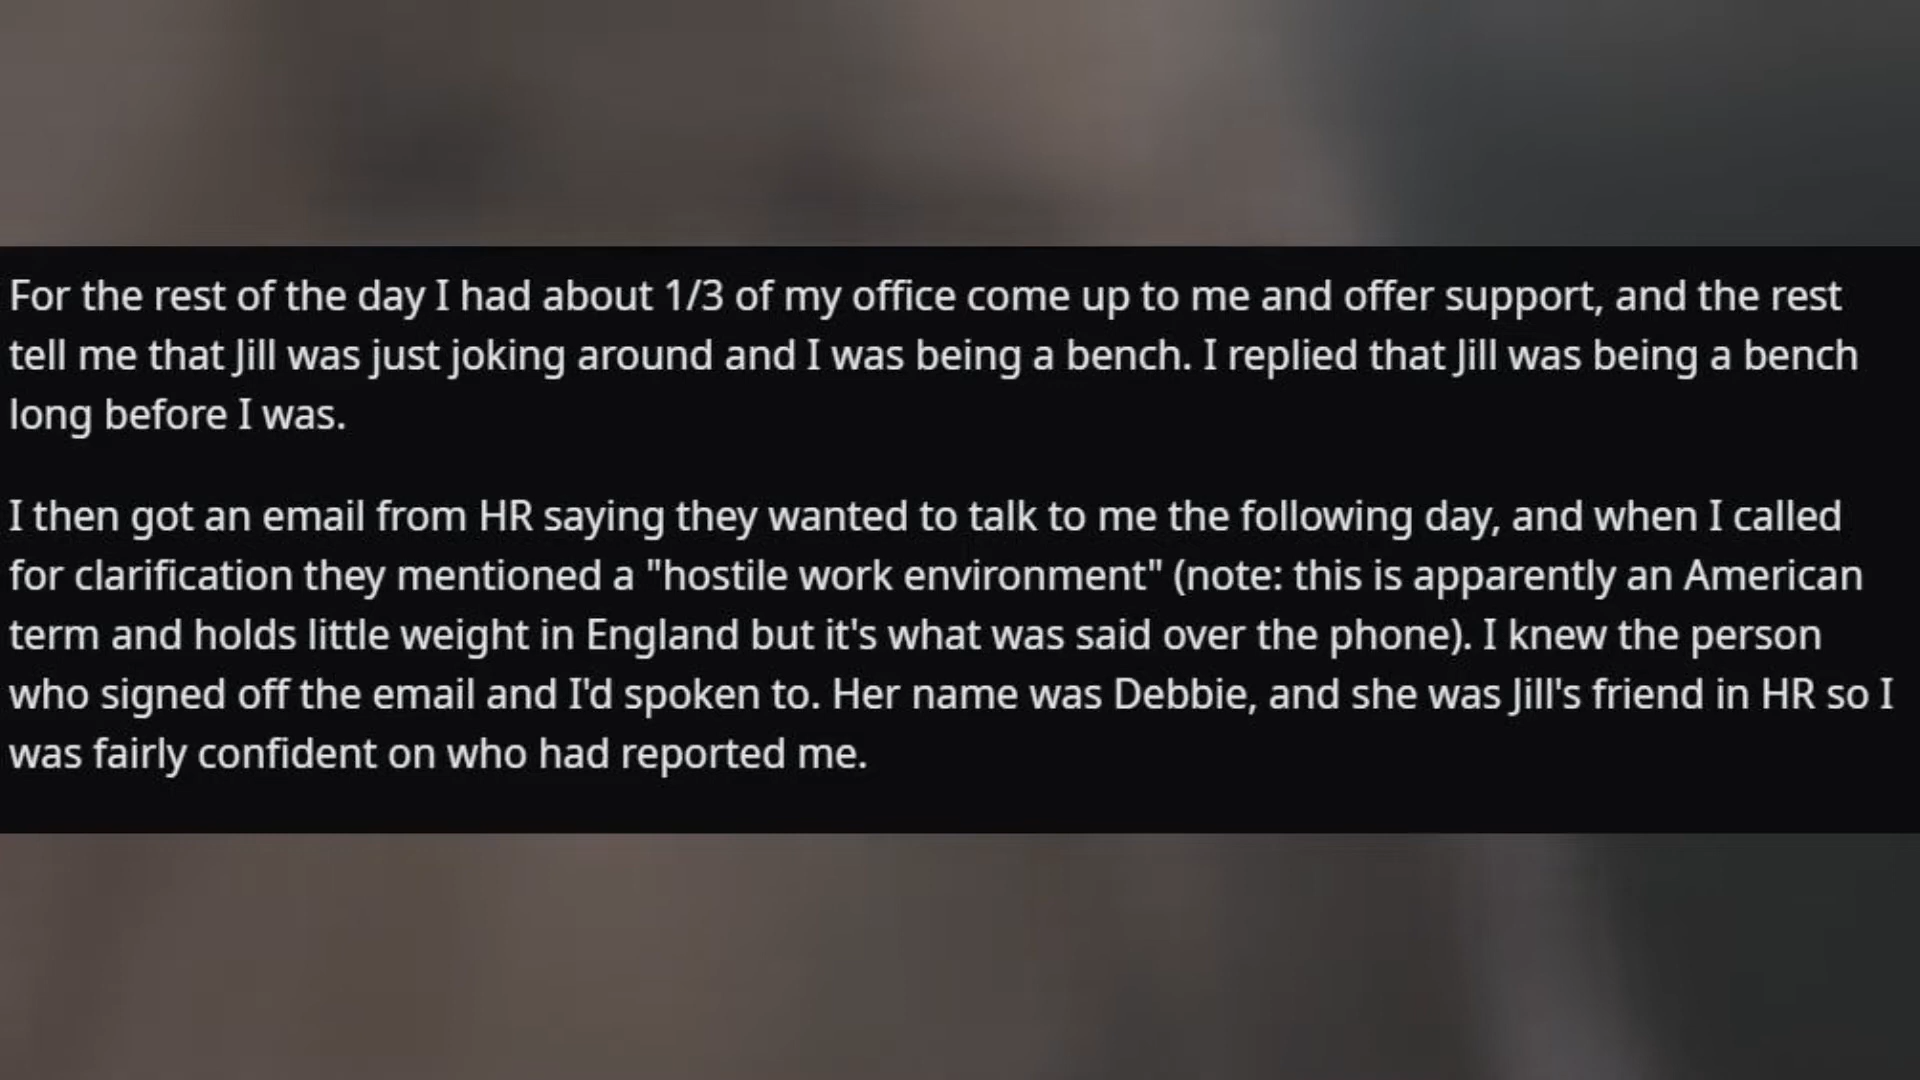 For the rest of the day I had about 1/3 of my office come up to me and offer support, and the rest
tell me that Jill was just joking around and I was being a bench. I replied that Jill was being a bench
long before I was.
I then got an email from HR saying they wanted to talk to me the following day, and when I called
for clarification they mentioned a "hostile work environment" (note: this is apparently an American
term and holds little weight in England but it's what was said over the phone). I knew the person
who signed off the email and I'd spoken to. Her name was Debbie, and she was Jill's friend in HR so I
was fairly confident on who had reported me.